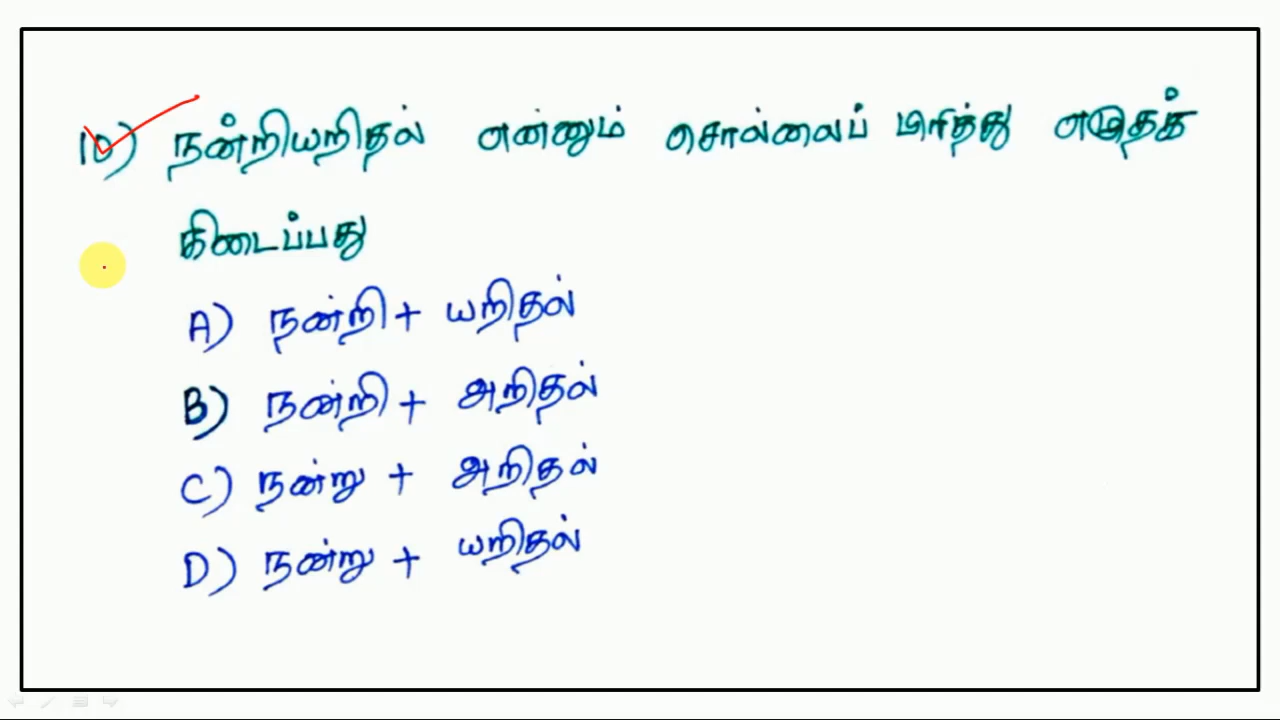 10) நன்றியறிதல் என்னும் சொல்லைப் பிரித்து எழுதக்
கிடைப்பது
A) நன்றி + யறிதல்
B) நன்றி + அறிதல்
C) நன்று + அறிதல்
D) நன்று + யறிதல்